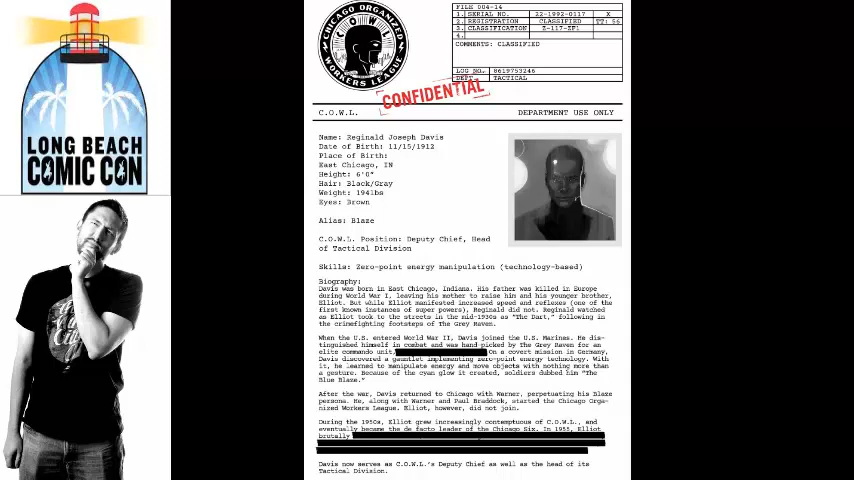 LONG BEACH
COMIC CON
CHICAGO ORGANIZED
WORKERS LEAGUE
C.O.W.L.
FILE 004-14
1. SERIAL NO. 22-1992-0117 X
2. REGISTRATION CLASSIFIED TT: 56
3. CLASSIFICATION Z-117-ZF1
4.
COMMENTS: CLASSIFIED
LOG NO. 8619753246
DEPT. TACTICAL
CONFIDENTIAL
C.O.W.L. DEPARTMENT USE ONLY
Name: Reginald Joseph Davis
Date of Birth: 11/15/1912
Place of Birth:
East Chicago, IN
Height: 6'0"
Hair: Black/Gray
Weight: 194lbs
Eyes: Brown
Alias: Blaze
C.O.W.L. Position: Deputy Chief, Head
of Tactical Division
Skills: Zero-point energy manipulation (technology-based)
Biography:
Davis was born in East Chicago, Indiana. His father was killed in Europe
during World War I, leaving his mother to raise him and his younger brother,
Elliot. But while Elliot manifested increased speed and reflexes (one of the
first known instances of super powers), Reginald did not. Reginald watched
as Elliot took to the streets in the mid-1930s as "The Dart," following in
the crimefighting footsteps of The Grey Raven.
When the U.S. entered World War II, Davis joined the U.S. Marines. He dis-
tinguished himself in combat and was hand-picked by The Grey Raven for an
elite commando unit, On a covert mission in Germany,
Davis discovered a gauntlet implementing zero-point energy technology. With
it, he learned to manipulate energy and move objects with nothing more than
a gesture. Because of the cyan glow it created, soldiers dubbed him "The
Blue Blaze."
After the war, Davis returned to Chicago with Warner, perpetuating his Blaze
persona. He, along with Warner and Paul Braddock, started the Chicago Orga-
nized Workers League. Elliot, however, did not join.
During the 1950s, Elliot grew increasingly contemptuous of C.O.W.L., and
eventually became the de facto leader of the Chicago Six. In 1955, Elliot
brutally
Davis now serves as C.O.W.L.'s Deputy Chief as well as the head of its
Tactical Division.